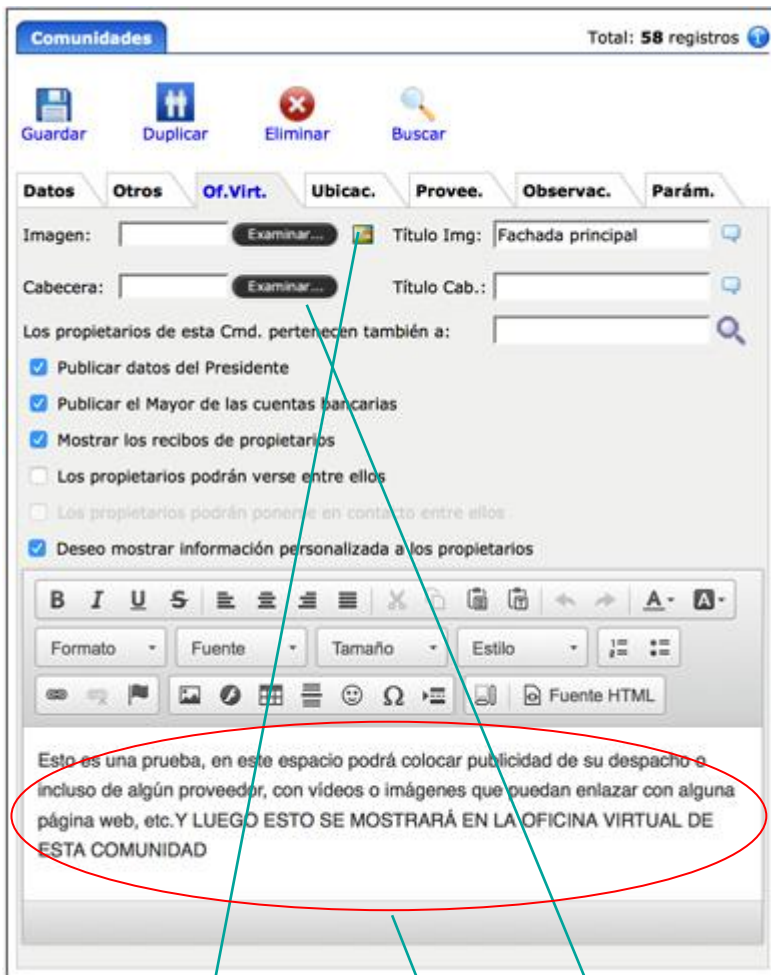 Comunidades Total: 58 registros
Guardar Duplicar Eliminar Buscar
Datos Otros Of.Virt. Ubicac. Provee. Observac. Parám.
Imagen: Examinar... Título Img: Fachada principal
Cabecera: Examinar... Título Cab.:
Los propietarios de esta Cmd. pertenecen también a:
Publicar datos del Presidente
Publicar el Mayor de las cuentas bancarias
Mostrar los recibos de propietarios
Los propietarios podrán verse entre ellos
Los propietarios podrán ponerse en contacto entre ellos
Deseo mostrar información personalizada a los propietarios
B I U S A A
Formato Fuente Tamaño Estilo
Ω Fuente HTML
Esto es una prueba, en este espacio podrá colocar publicidad de su despacho o
incluso de algún proveedor, con vídeos o imágenes que puedan enlazar con alguna
página web, etc.Y LUEGO ESTO SE MOSTRARÁ EN LA OFICINA VIRTUAL DE
ESTA COMUNIDAD